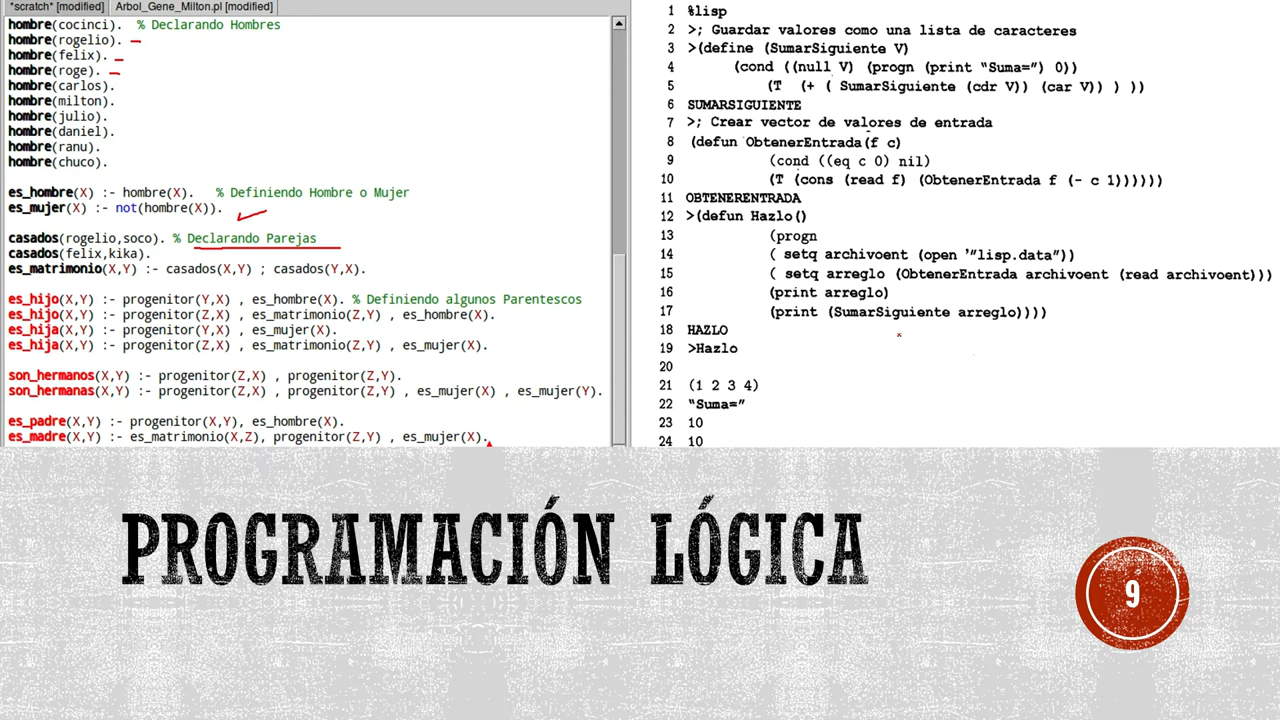 *scratch* [modified] Arbol_Gene_Milton.pl [modified]
hombre(cocinci). % Declarando Hombres
hombre(rogelio).
hombre(felix).
hombre(roge).
hombre(carlos).
hombre(milton).
hombre(julio).
hombre(daniel).
hombre(ranu).
hombre(chuco).
es_hombre(X) :- hombre(X). % Definiendo Hombre o Mujer
es_mujer(X) :- not(hombre(X)).
casados(rogelio,soco). % Declarando Parejas
casados(felix,kika).
es_matrimonio(X,Y) :- casados(X,Y) ; casados(Y,X).
es_hijo(X,Y) :- progenitor(Y,X) , es_hombre(X). % Definiendo algunos Parentescos
es_hijo(X,Y) :- progenitor(Z,X) , es_matrimonio(Z,Y) , es_hombre(X).
es_hija(X,Y) :- progenitor(Y,X) , es_mujer(X).
es_hija(X,Y) :- progenitor(Z,X) , es_matrimonio(Z,Y) , es_mujer(X).
son_hermanos(X,Y) :- progenitor(Z,X) , progenitor(Z,Y).
son_hermanas(X,Y) :- progenitor(Z,X) , progenitor(Z,Y) , es_mujer(X) , es_mujer(Y).
es_padre(X,Y) :- progenitor(X,Y), es_hombre(X).
es_madre(X,Y) :- es_matrimonio(X,Z), progenitor(Z,Y) , es_mujer(X).
1 %lisp
2 >; Guardar valores como una lista de caracteres
3 >(define (SumarSiguiente V)
4 (cond ((null V) (progn (print “Suma=”) 0))
5 (T (+ ( SumarSiguiente (cdr V)) (car V)) ) ))
6 SUMARSIGUIENTE
7 >; Crear vector de valores de entrada
8 (defun ObtenerEntrada(f c)
9 (cond ((eq c 0) nil)
10 (T (cons (read f) (ObtenerEntrada f (- c 1))))))
11 OBTENERENTRADA
12 >(defun Hazlo()
13 (progn
14 ( setq archivoent (open '”lisp.data”))
15 ( setq arreglo (ObtenerEntrada archivoent (read archivoent)))
16 (print arreglo)
17 (print (SumarSiguiente arreglo))))
18 HAZLO
19 >Hazlo
20
21 (1 2 3 4)
22 “Suma=”
23 10
24 10
PROGRAMACIÓN LÓGICA
9